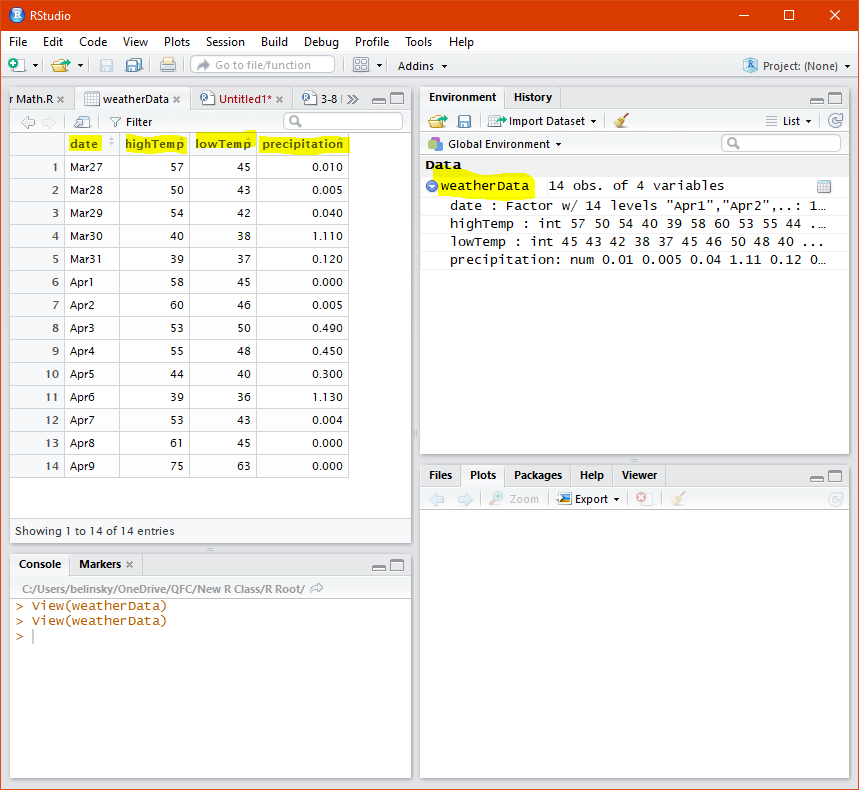 RStudio
File Edit Code View Plots Session Build Debug Profile Tools Help
Go to file/function Addins Project: (None)
r Math.R weatherData Untitled1* 3-8
Filter
date highTemp lowTemp precipitation
1 Mar27 57 45 0.010
2 Mar28 50 43 0.005
3 Mar29 54 42 0.040
4 Mar30 40 38 1.110
5 Mar31 39 37 0.120
6 Apr1 58 45 0.000
7 Apr2 60 46 0.005
8 Apr3 53 50 0.490
9 Apr4 55 48 0.450
10 Apr5 44 40 0.300
11 Apr6 39 36 1.130
12 Apr7 53 43 0.004
13 Apr8 61 45 0.000
14 Apr9 75 63 0.000
Showing 1 to 14 of 14 entries
Console Markers
C:/Users/belinsky/OneDrive/QFC/New R Class/R Root/
> View(weatherData)
> View(weatherData)
>
Environment History
Import Dataset List
Global Environment
Data
weatherData 14 obs. of 4 variables
date : Factor w/ 14 levels "Apr1","Apr2",..: 1…
highTemp : int 57 50 54 40 39 58 60 53 55 44 ...
lowTemp : int 45 43 42 38 37 45 46 50 48 40 ...
precipitation: num 0.01 0.005 0.04 1.11 0.12 0…
Files Plots Packages Help Viewer
Zoom Export